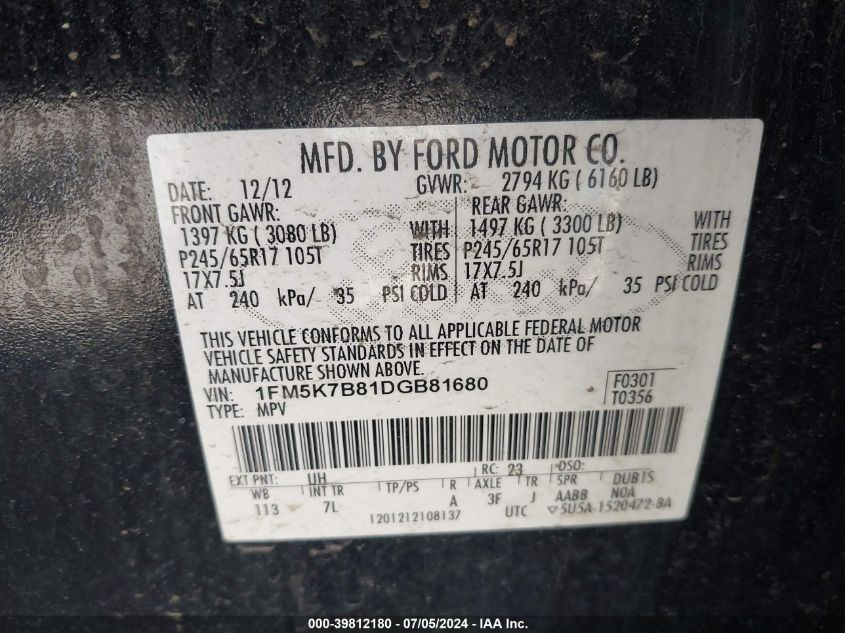 MFD. BY FORD MOTOR CO.
DATE: 12/12 GVWR: 2794 KG ( 6160 LB)
FRONT GAWR: REAR GAWR:
1397 KG ( 3080 LB) WITH 1497 KG ( 3300 LB) WITH
P245/65R17 105T TIRES P245/65R17 105T TIRES
17X7.5J RIMS 17X7.5J RIMS
AT 240 kPa/ 35 PSI COLD AT 240 kPa/ 35 PSI COLD
THIS VEHICLE CONFORMS TO ALL APPLICABLE FEDERAL MOTOR
VEHICLE SAFETY STANDARDS IN EFFECT ON THE DATE OF
MANUFACTURE SHOWN ABOVE.
VIN: 1FM5K7B81DGB81680 F0301
TYPE: MPV T0356
EXT PNT: UH RC: 23 DSO:
WB INT TR TP/PS R AXLE TR SPR DUBTS
113 7L A 3F J AABB NOA
1201212108137 UTC ▽5U5A-1520472-BA
000-39812180 - 07/05/2024 - IAA Inc.